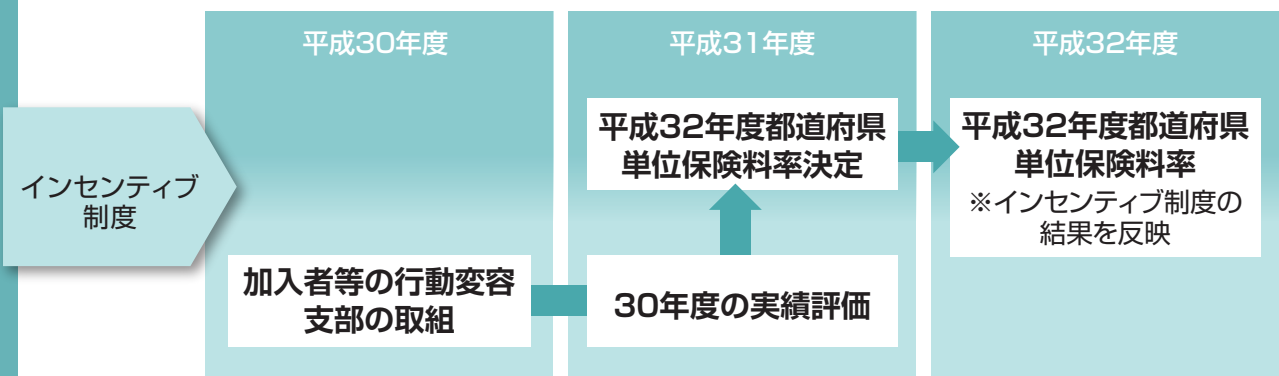 インセンティブ
制度
平成30年度
加入者等の行動変容
支部の取組
平成31年度
平成32年度都道府県
単位保険料率決定
30年度の実績評価
平成32年度
平成32年度都道府県
単位保険料率
※インセンティブ制度の
結果を反映